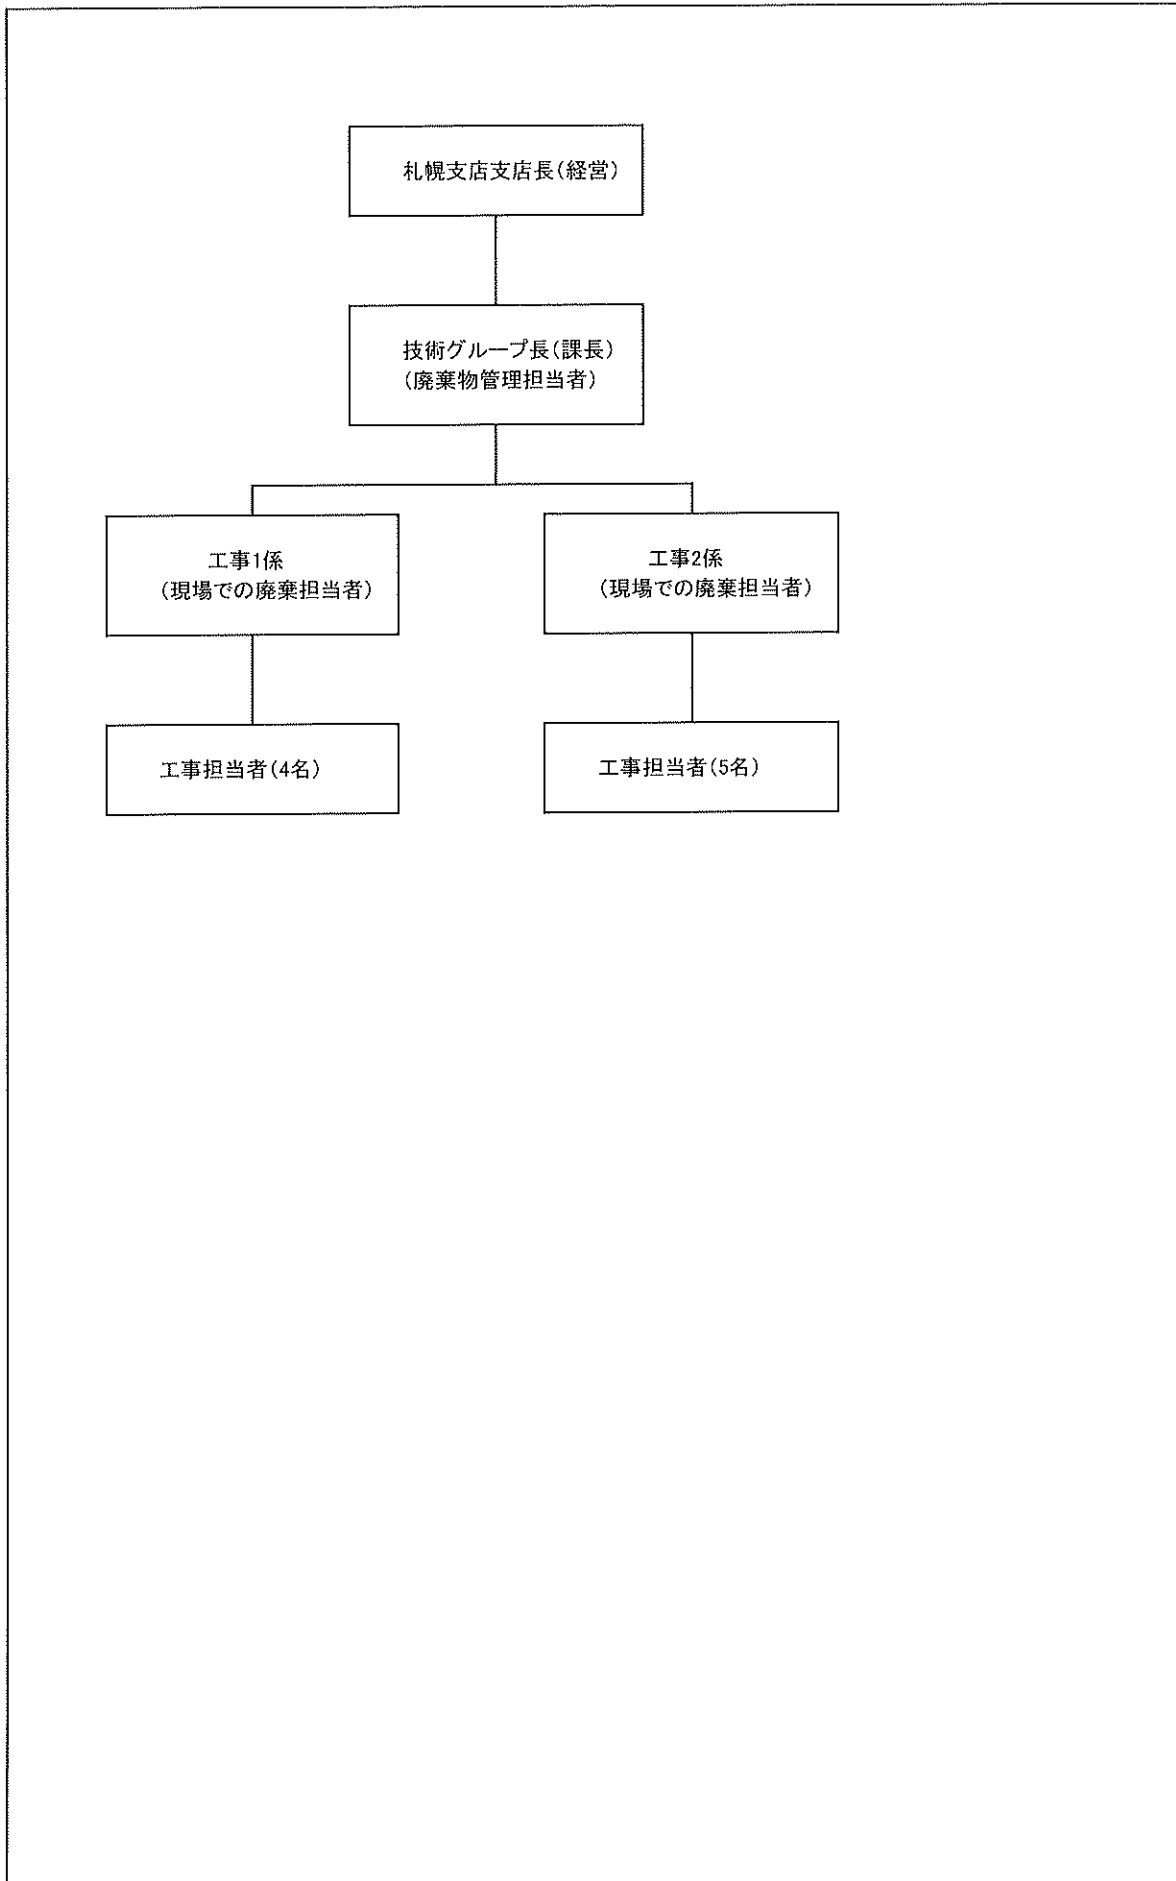 札幌支店支店長(経営)
技術グループ長(課長)
(廃棄物管理担当者)
工事1係
(現場での廃棄担当者)
工事2係
(現場での廃棄担当者)
工事担当者(4名)
工事担当者(5名)